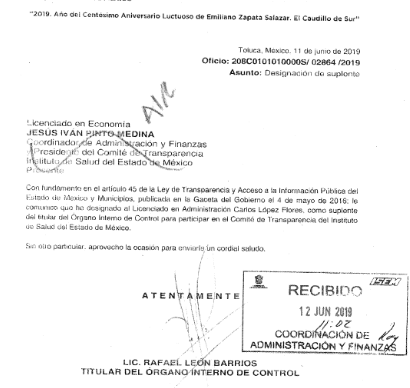 "2019. Año del Centésimo Aniversario Luctuoso de Emiliano Zapata Salazar. El Caudillo de Sur"
Toluca, Mexico, 11 de junio de 2019
Oficio: 208C0101010000S/ 02864 /2019
Asunto: Designación de suplente
Licenciado en Economía
JESÚS IVÁN PINTO MEDINA
Coordinador de Administración y Finanzas
y Presidente del Comité de Transparencia
Instituto de Salud del Estado de México
Presente
Con fundamento en el artículo 45 de la Ley de Transparencia y Acceso a la Información Pública del
Estado de México y Municipios, publicada en la Gaceta del Gobierno el 4 de mayo de 2016; le
comunico que he designado al Licenciado en Administración Carlos López Flores, como suplente
del titular del Órgano Interno de Control para participar en el Comité de Transparencia del Instituto
de Salud del Estado de México.
Sin otro particular, aprovecho la ocasión para enviarle un cordial saludo.
ATENTAMENTE
ISEM
RECIBIDO
12 JUN 2019
11:02
COORDINACIÓN DE
ADMINISTRACIÓN Y FINANZAS
LIC. RAFAEL LEÓN BARRIOS
TITULAR DEL ORGANO INTERNO DE CONTROL